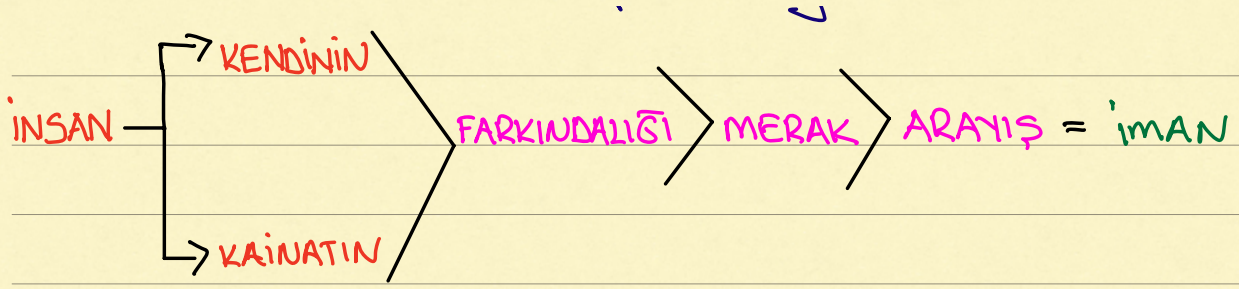 KENDİNİN
İNSAN FARKINDALIĞI MERAK ARAYIŞ = İMAN
KAİNATIN